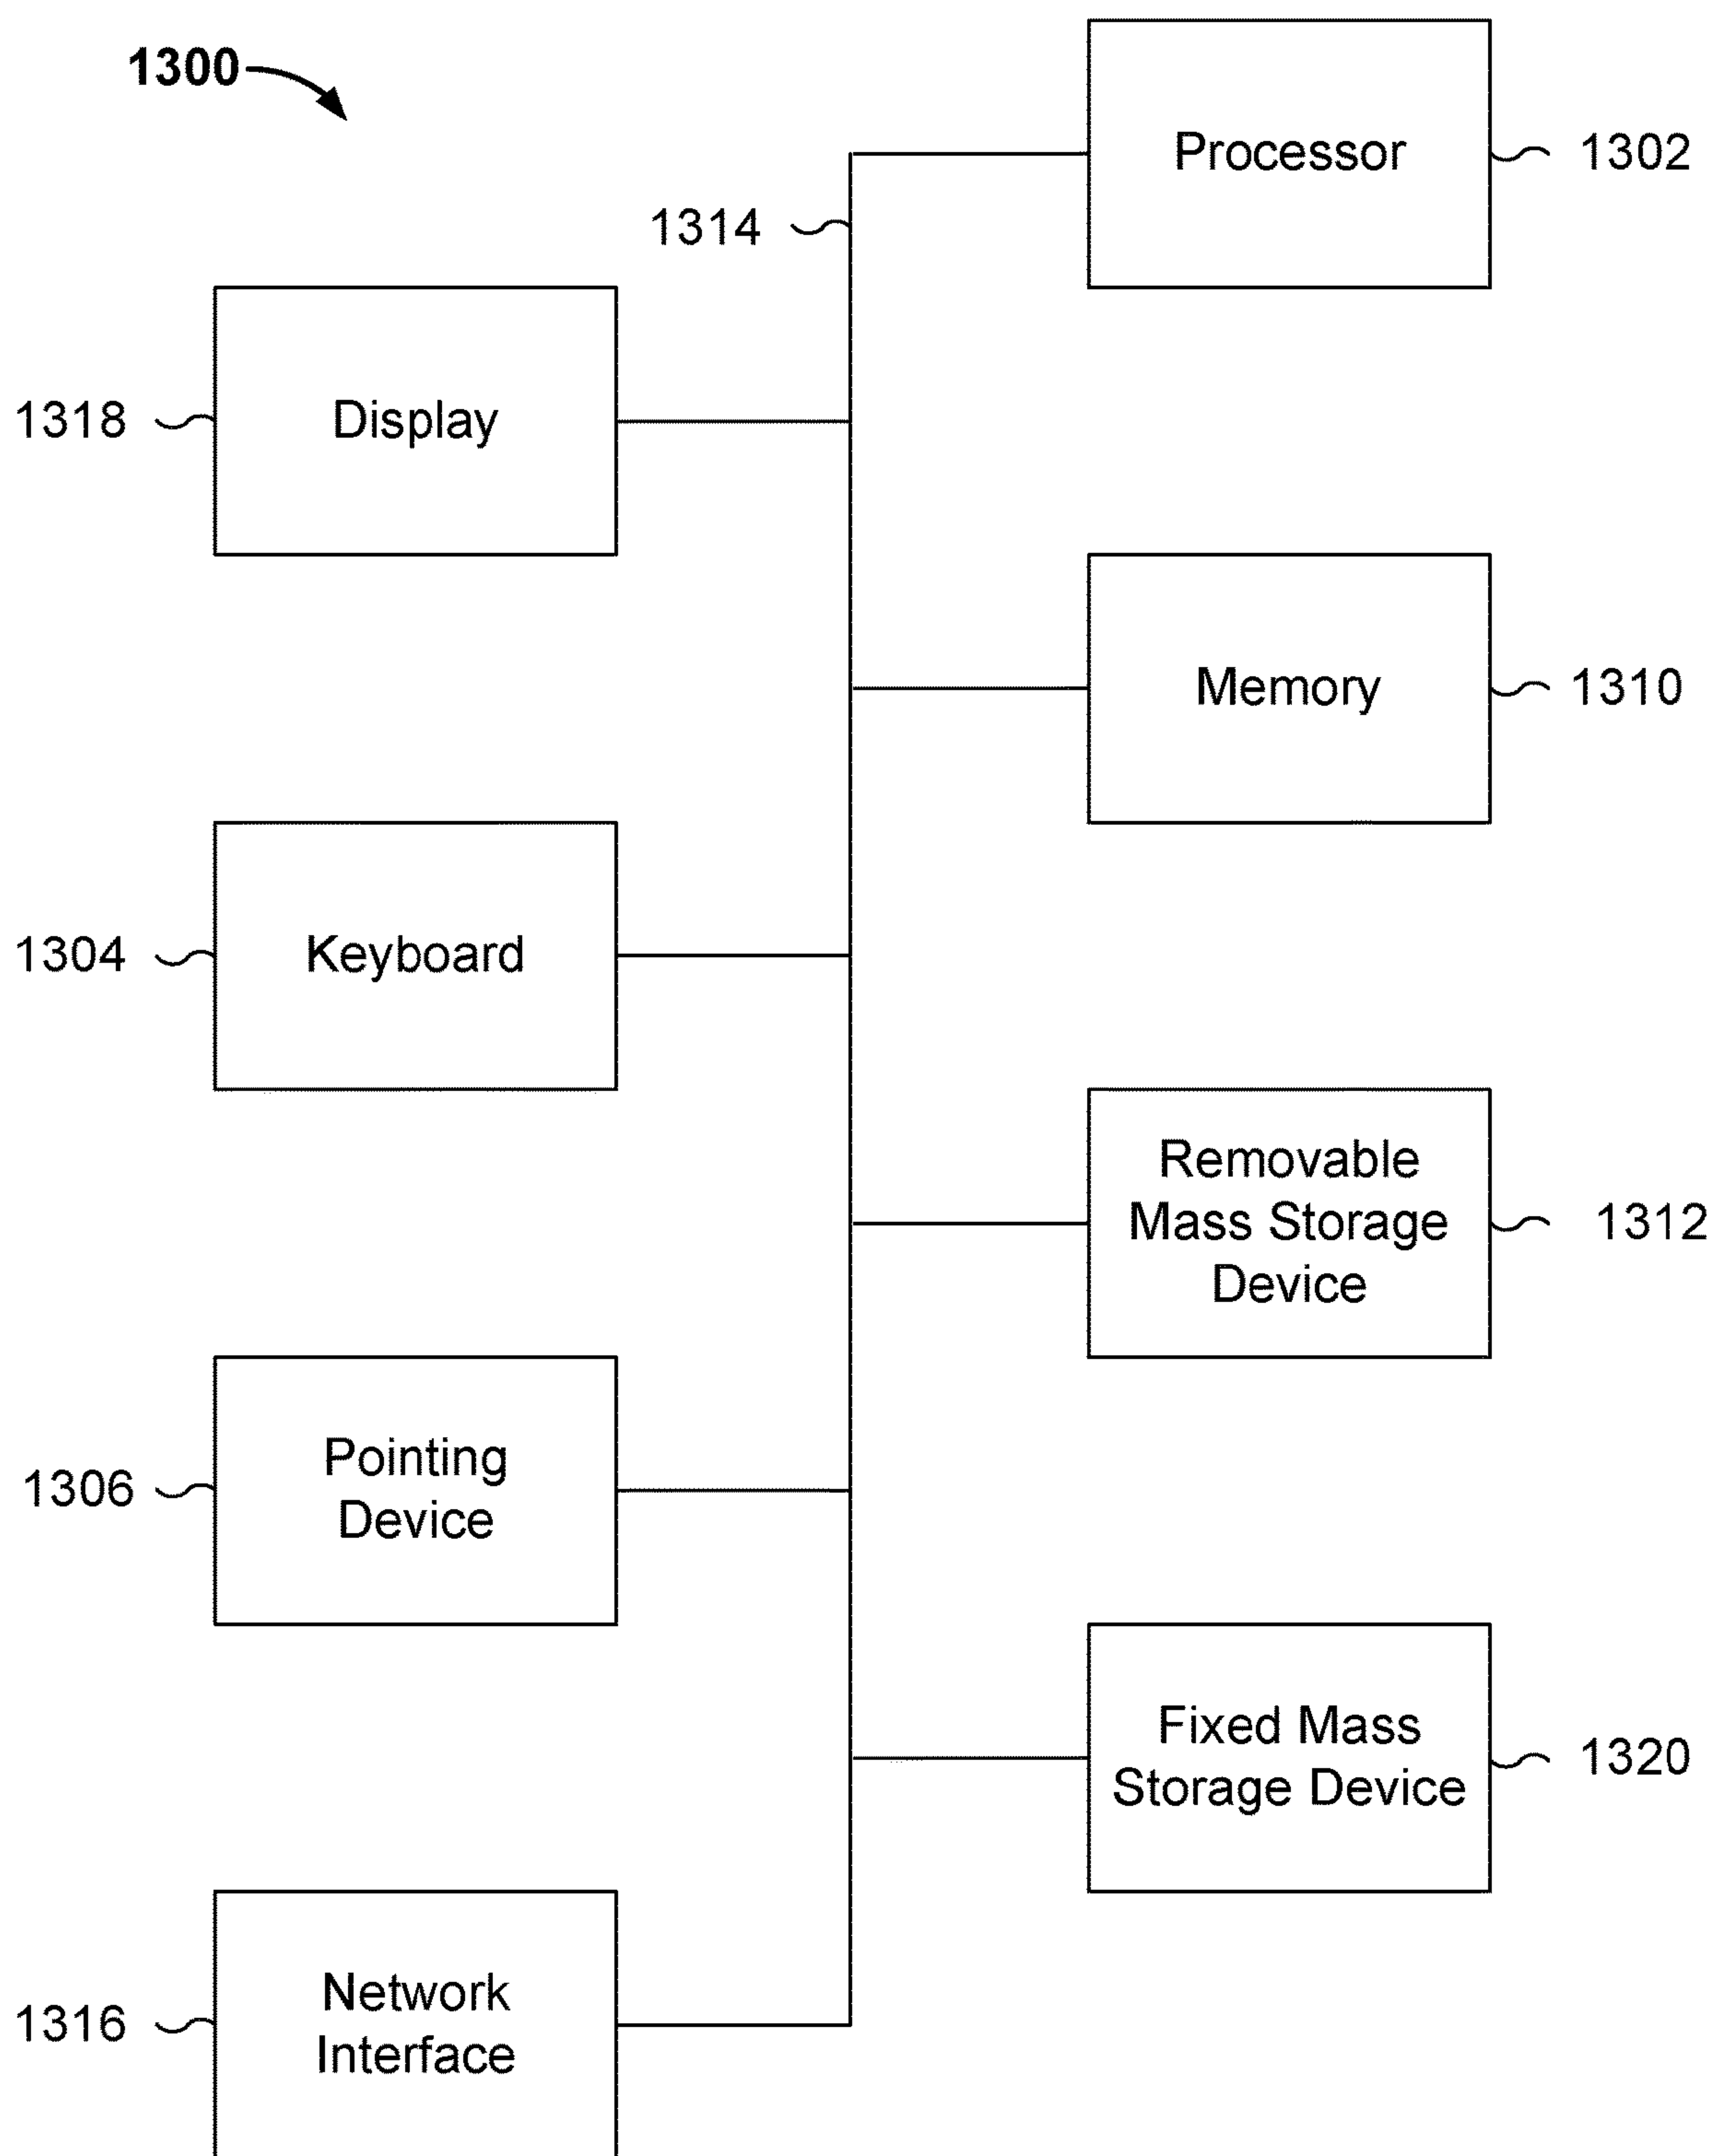 1300
Processor
1302
1314
Display
1318
Memory
1310
Keyboard
1304
Removable
Mass Storage
Device
1312
Pointing
Device
1306
Fixed Mass
Storage Device
1320
Network
Interface
1316